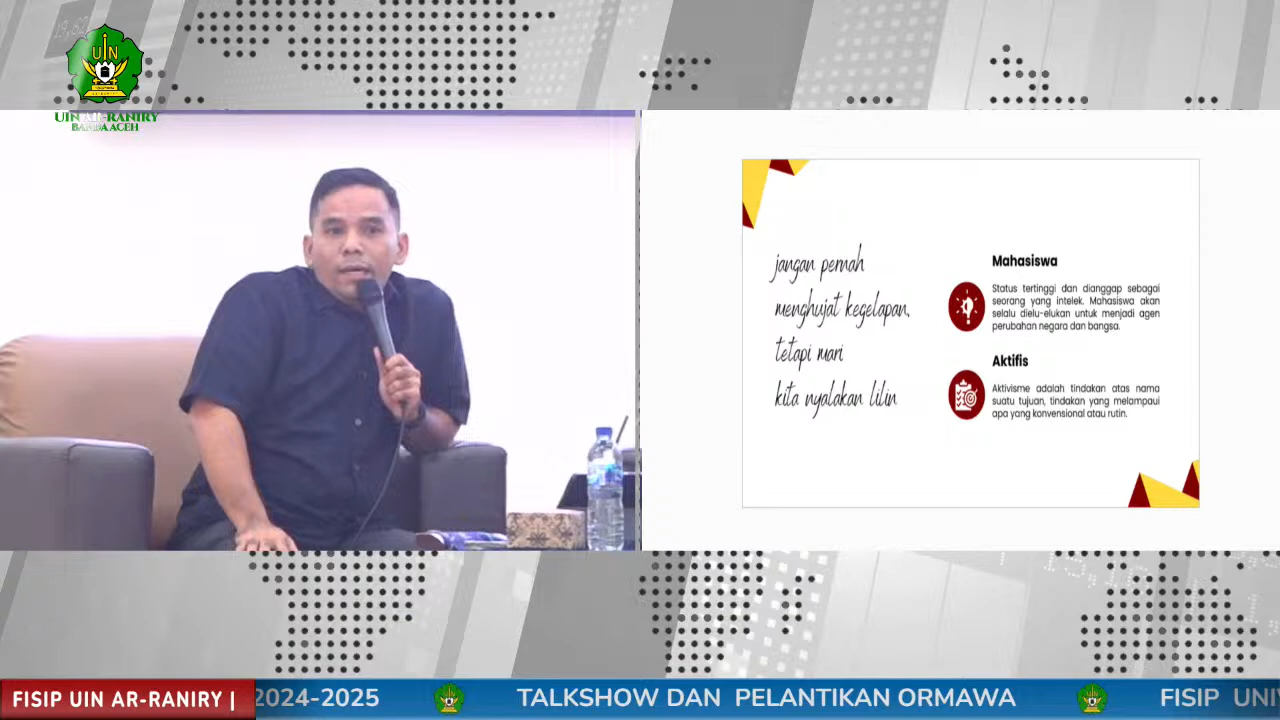 UIN
UIN AR-RANIRY
BANDA ACEH
jangan pernah
menghujat kegelapan,
tetapi mari
kita nyalakan lilin
Mahasiswa
Status tertinggi dan dianggap sebagai
seorang yang intelek. Mahasiswa akan
selalu dielu-elukan untuk menjadi agen
perubahan negara dan bangsa.
Aktifis
Aktivisme adalah tindakan atas nama
suatu tujuan, tindakan yang melampaui
apa yang konvensional atau rutin.
FISIP UIN AR-RANIRY | 2024-2025 TALKSHOW DAN PELANTIKAN ORMAWA FISIP UNI